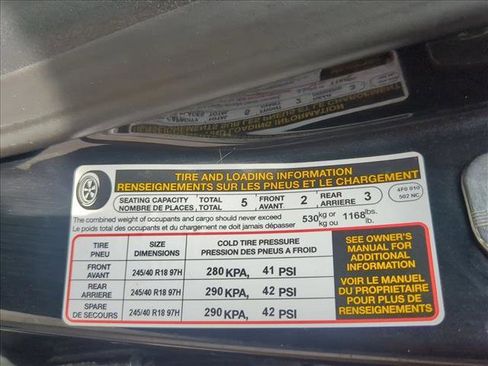 TIRE AND LOADING INFORMATION
RENSEIGNEMENTS SUR LES PNEUS ET LE CHARGEMENT
SEATING CAPACITY TOTAL 5 FRONT 2 REAR 3
NOMBRE DE PLACES TOTAL AVANT ARRIERE
4F0 010
502 NC
The combined weight of occupants and cargo should never exceed 530 kg or 1168 lbs.
Le poids total des occupants et du chargement ne doit jamais dépasser kg ou lb.
TIRE SIZE COLD TIRE PRESSURE
PNEU DIMENSIONS PRESSION DES PNEUS A FROID
FRONT
AVANT 245/40 R18 97H 280 KPA, 41 PSI
REAR
ARRIERE 245/40 R18 97H 290 KPA, 42 PSI
SPARE
DE SECOURS 245/40 R18 97H 290 KPA, 42 PSI
SEE OWNER'S
MANUAL FOR
ADDITIONAL
INFORMATION
VOIR LE MANUEL
DU PROPRIETAIRE
POUR PLUS DE
RENSEIGNEMENTS